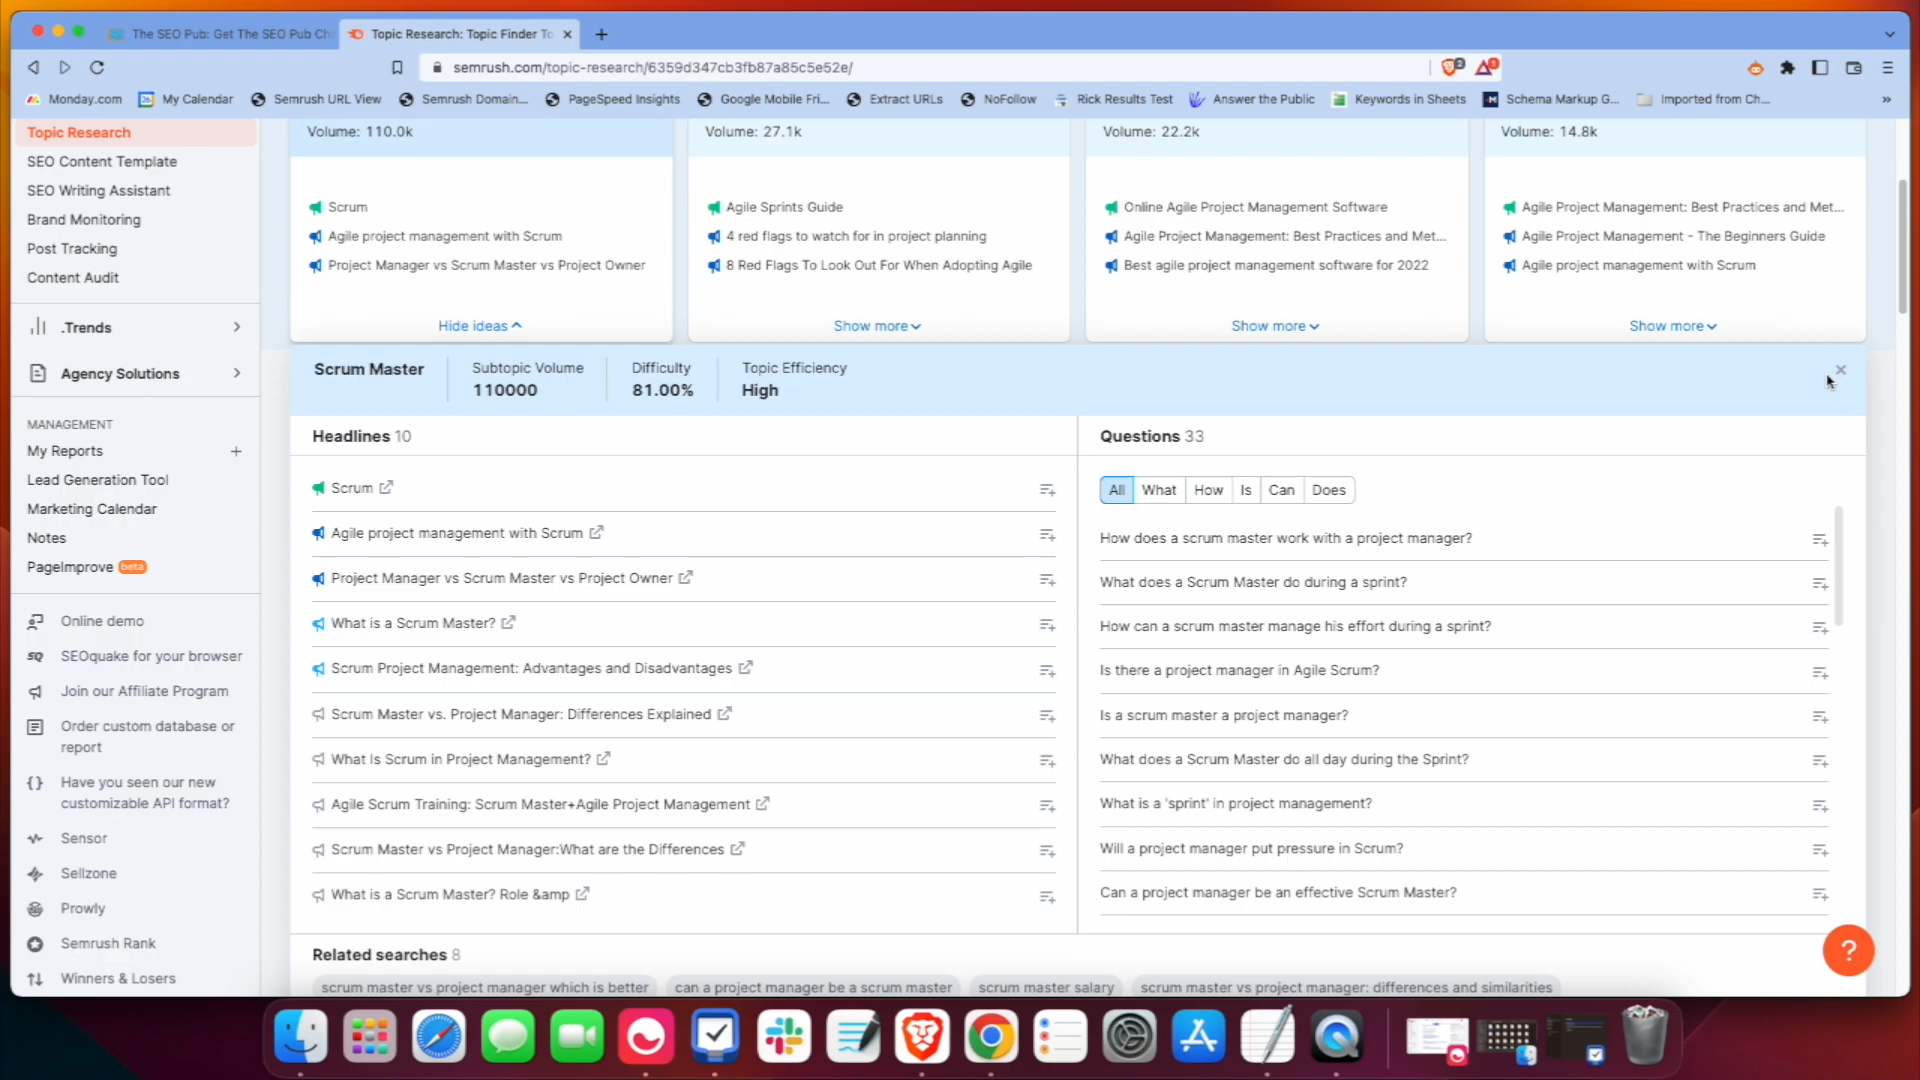 The SEO Pub: Get The SEO Pub Ch
Topic Research: Topic Finder To
semrush.com/topic-research/6359d347cb3fb87a85c5e52e/
Monday.com
My Calendar
Semrush URL View
Semrush Domain...
PageSpeed Insights
Google Mobile Fri...
Extract URLs
NoFollow
Rick Results Test
Answer the Public
Keywords in Sheets
Schema Markup G...
Imported from Ch...
Topic Research
SEO Content Template
SEO Writing Assistant
Brand Monitoring
Post Tracking
Content Audit
.Trends
Agency Solutions
MANAGEMENT
My Reports
Lead Generation Tool
Marketing Calendar
Notes
PageImprove beta
Online demo
SEOquake for your browser
Join our Affiliate Program
Order custom database or
report
Have you seen our new
customizable API format?
Sensor
Sellzone
Prowly
Semrush Rank
Winners & Losers
Volume: 110.0k
Scrum
Agile project management with Scrum
Project Manager vs Scrum Master vs Project Owner
Hide ideas
Volume: 27.1k
Agile Sprints Guide
4 red flags to watch for in project planning
8 Red Flags To Look Out For When Adopting Agile
Show more
Volume: 22.2k
Online Agile Project Management Software
Agile Project Management: Best Practices and Met...
Best agile project management software for 2022
Show more
Volume: 14.8k
Agile Project Management: Best Practices and Met...
Agile Project Management - The Beginners Guide
Agile project management with Scrum
Show more
Scrum Master
Subtopic Volume
110000
Difficulty
81.00%
Topic Efficiency
High
Headlines 10
Scrum
Agile project management with Scrum
Project Manager vs Scrum Master vs Project Owner
What is a Scrum Master?
Scrum Project Management: Advantages and Disadvantages
Scrum Master vs. Project Manager: Differences Explained
What Is Scrum in Project Management?
Agile Scrum Training: Scrum Master+Agile Project Management
Scrum Master vs Project Manager:What are the Differences
What is a Scrum Master? Role &amp
Questions 33
All What How Is Can Does
How does a scrum master work with a project manager?
What does a Scrum Master do during a sprint?
How can a scrum master manage his effort during a sprint?
Is there a project manager in Agile Scrum?
Is a scrum master a project manager?
What does a Scrum Master do all day during the Sprint?
What is a 'sprint' in project management?
Will a project manager put pressure in Scrum?
Can a project manager be an effective Scrum Master?
Related searches 8
scrum master vs project manager which is better
can a project manager be a scrum master
scrum master salary
scrum master vs project manager: differences and similarities
?